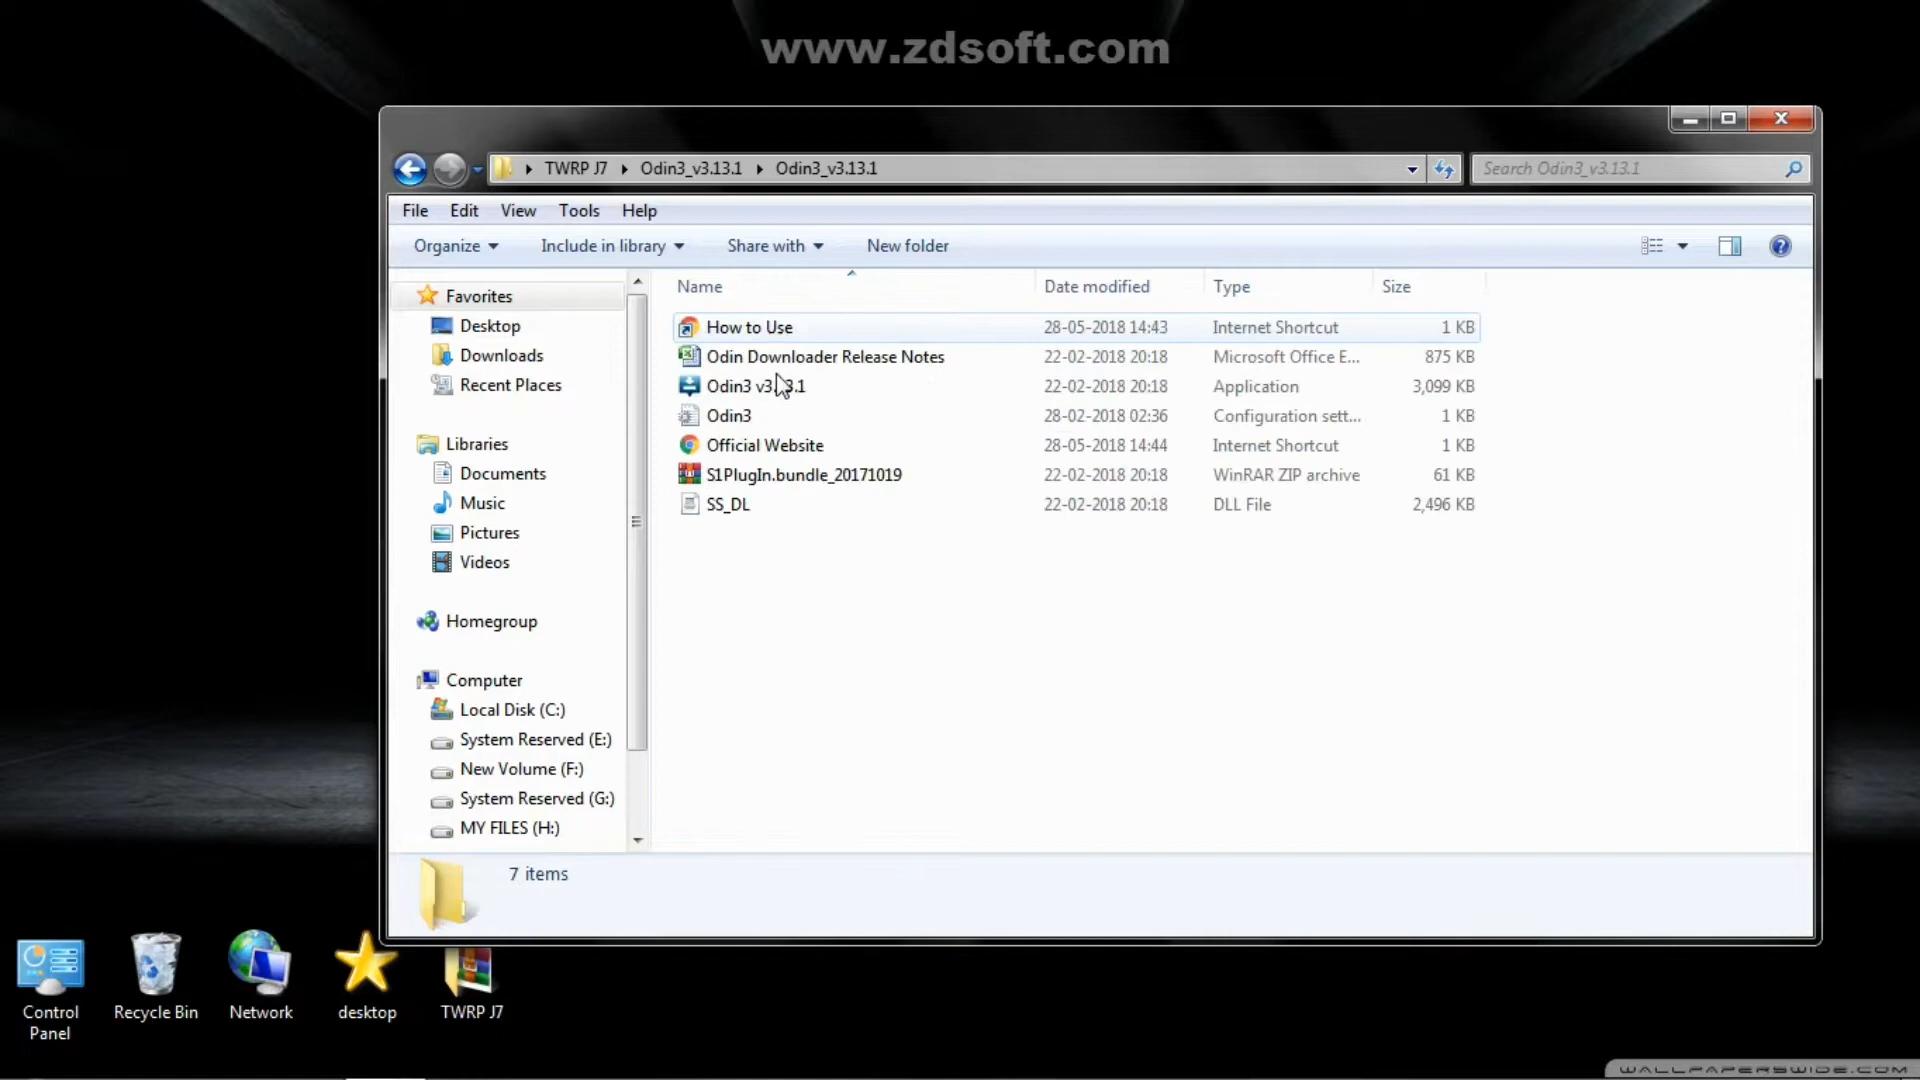 www.zdsoft.com
TWRP J7 Odin3_v3.13.1 Odin3_v3.13.1
Search Odin3_v3.13.1
File Edit View Tools Help
Organize Include in library Share with New folder
Name Date modified Type Size
Favorites
Desktop
Downloads
Recent Places
Libraries
Documents
Music
Pictures
Videos
Homegroup
Computer
Local Disk (C:)
System Reserved (E:)
New Volume (F:)
System Reserved (G:)
MY FILES (H:)
How to Use 28-05-2018 14:43 Internet Shortcut 1 KB
Odin Downloader Release Notes 22-02-2018 20:18 Microsoft Office E... 875 KB
Odin3 v3.13.1 22-02-2018 20:18 Application 3,099 KB
Odin3 28-02-2018 02:36 Configuration sett... 1 KB
Official Website 28-05-2018 14:44 Internet Shortcut 1 KB
S1PlugIn.bundle_20171019 22-02-2018 20:18 WinRAR ZIP archive 61 KB
SS_DL 22-02-2018 20:18 DLL File 2,496 KB
7 items
Control Panel
Recycle Bin
Network
desktop
TWRP J7
WALLPAPERSWIDE.COM